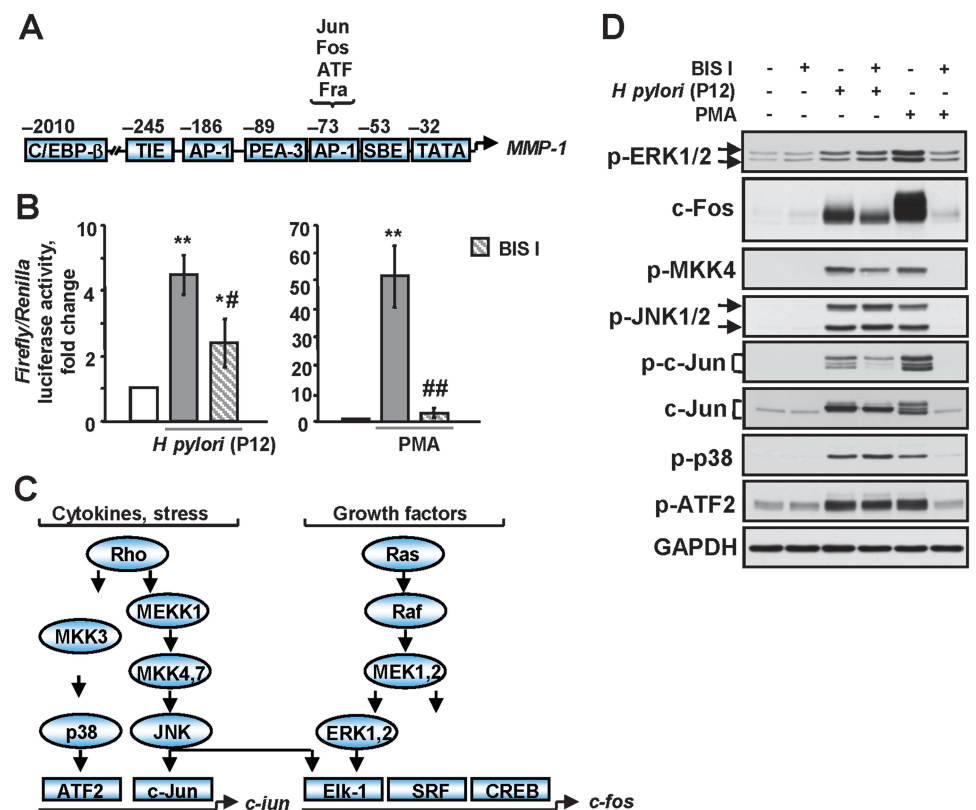 A
Jun
Fos
ATF
Fra
–2010 –245 –186 –89 –73 –53 –32
C/EBP-β TIE AP-1 PEA-3 AP-1 SBE TATA MMP-1
B
Firefly/Renilla
luciferase activity,
fold change
10
4
2
0
**
*#
H pylori (P12)
70
60
50
40
30
20
10
0
**
##
PMA
BIS I
C
Cytokines, stress
Growth factors
Rho
Ras
MEKK1
Raf
MKK3
MKK4,7
MEK1,2
p38
JNK
ERK1,2
ATF2 c-Jun c-jun Elk-1 SRF CREB c-fos
D
BIS I - + - + - +
H pylori (P12) - - + + - -
PMA - - - - + +
p-ERK1/2
c-Fos
p-MKK4
p-JNK1/2
p-c-Jun
c-Jun
p-p38
p-ATF2
GAPDH